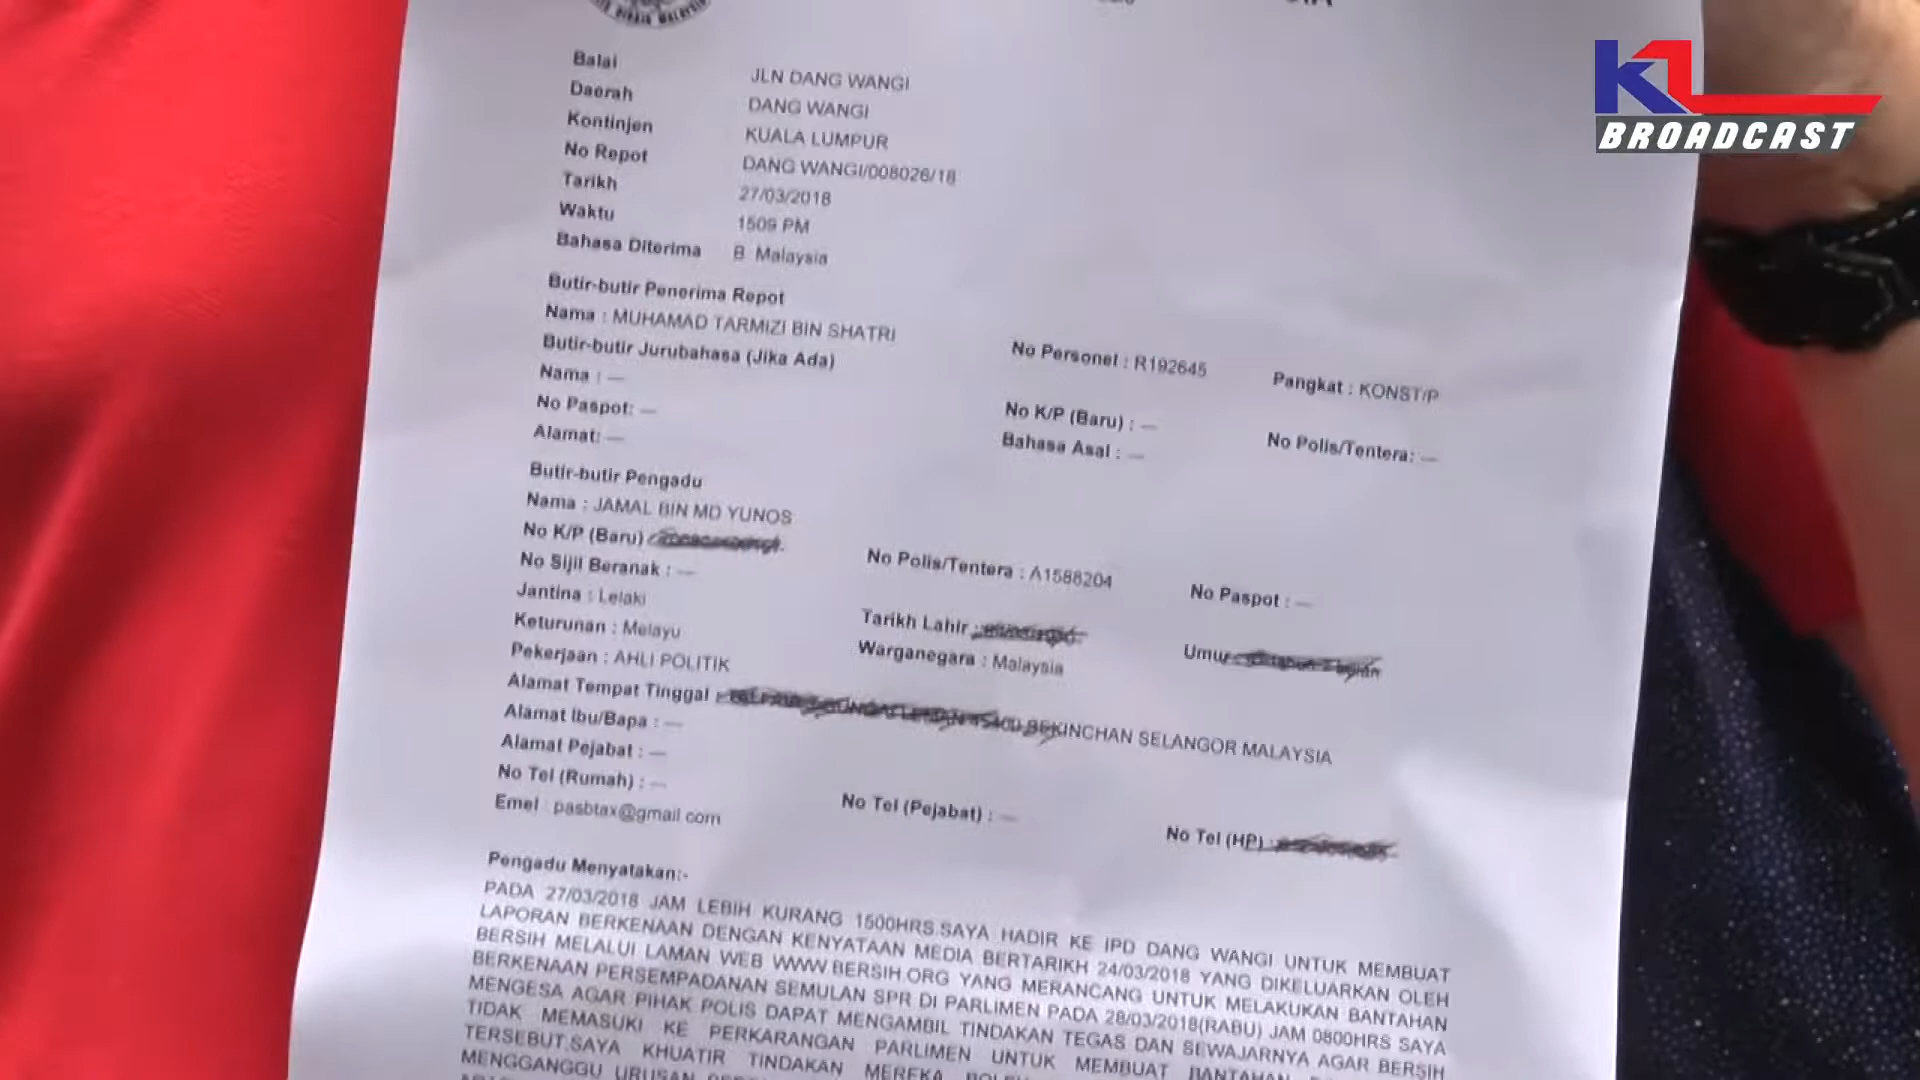 KL
BROADCAST
DIRAJA MALAYSIA
Balai JLN DANG WANGI
Daerah DANG WANGI
Kontinjen KUALA LUMPUR
No Repot DANG WANGI/008026/18
Tarikh 27/03/2018
Waktu 1509 PM
Bahasa Diterima B Malaysia
Butir-butir Penerima Repot
Nama : MUHAMAD TARMIZI BIN SHATRI No Personel : R192645 Pangkat : KONST/P
Butir-butir Jurubahasa (Jika Ada)
Nama : --- No K/P (Baru) : --- No Polis/Tentera: ---
No Paspot: --- Bahasa Asal : ---
Alamat: ---
Butir-butir Pengadu
Nama : JAMAL BIN MD YUNOS
No K/P (Baru) No Polis/Tentera : A1588204 No Paspot : ---
No Sijil Beranak : ---
Jantina : Lelaki Tarikh Lahir : Umur
Keturunan : Melayu Warganegara : Malaysia
Pekerjaan : AHLI POLITIK
Alamat Tempat Tinggal : 45400 SEKINCHAN SELANGOR MALAYSIA
Alamat Ibu/Bapa : ---
Alamat Pejabat : ---
No Tel (Rumah) : --- No Tel (Pejabat) : --- No Tel (HP) :
Emel : pasbtax@gmail.com
Pengadu Menyatakan:-
PADA 27/03/2018 JAM LEBIH KURANG 1500HRS.SAYA HADIR KE IPD DANG WANGI UNTUK MEMBUAT
LAPORAN BERKENAAN DENGAN KENYATAAN MEDIA BERTARIKH 24/03/2018 YANG DIKELUARKAN OLEH
BERSIH MELALUI LAMAN WEB WWW.BERSIH.ORG YANG MERANCANG UNTUK MELAKUKAN BANTAHAN
BERKENAAN PERSEMPADANAN SEMULAN SPR DI PARLIMEN PADA 28/03/2018(RABU) JAM 0800HRS SAYA
MENGESA AGAR PIHAK POLIS DAPAT MENGAMBIL TINDAKAN TEGAS DAN SEWAJARNYA AGAR BERSIH
TIDAK MEMASUKI KE PERKARANGAN PARLIMEN UNTUK MEMBUAT BANTAHAN
TERSEBUT.SAYA KHUATIR TINDAKAN MEREKA
MENGGANGGU URUSAN